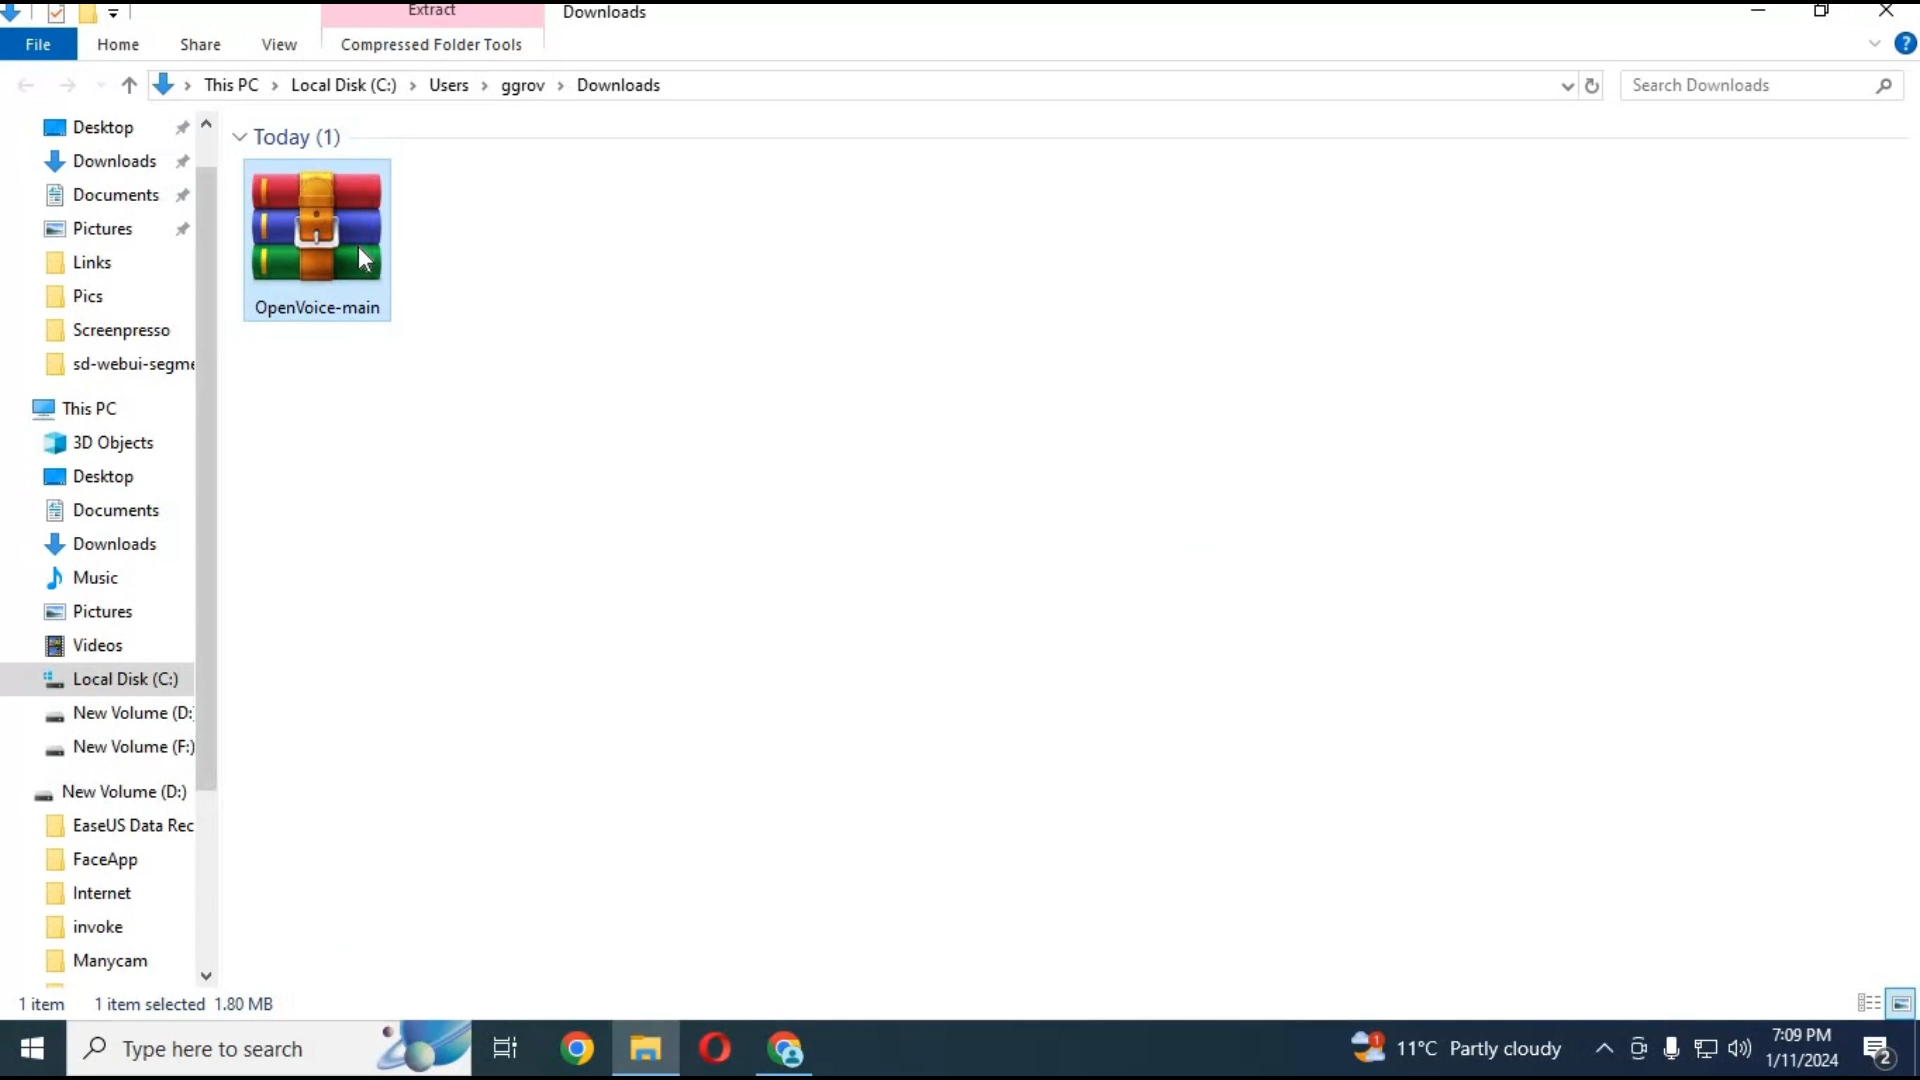 Extract
Downloads
File
Home
Share
View
Compressed Folder Tools
This PC
Local Disk (C:)
Users
ggrov
Downloads
Search Downloads
Desktop
Downloads
Documents
Pictures
Links
Pics
Screenpresso
sd-webui-segme
This PC
3D Objects
Desktop
Documents
Downloads
Music
Pictures
Videos
Local Disk (C:)
New Volume (D:)
New Volume (F:)
New Volume (D:)
EaseUS Data Rec
FaceApp
Internet
invoke
Manycam
Today (1)
OpenVoice-main
1 item
1 item selected 1.80 MB
Type here to search
1
11°C Partly cloudy
7:09 PM
1/11/2024
2